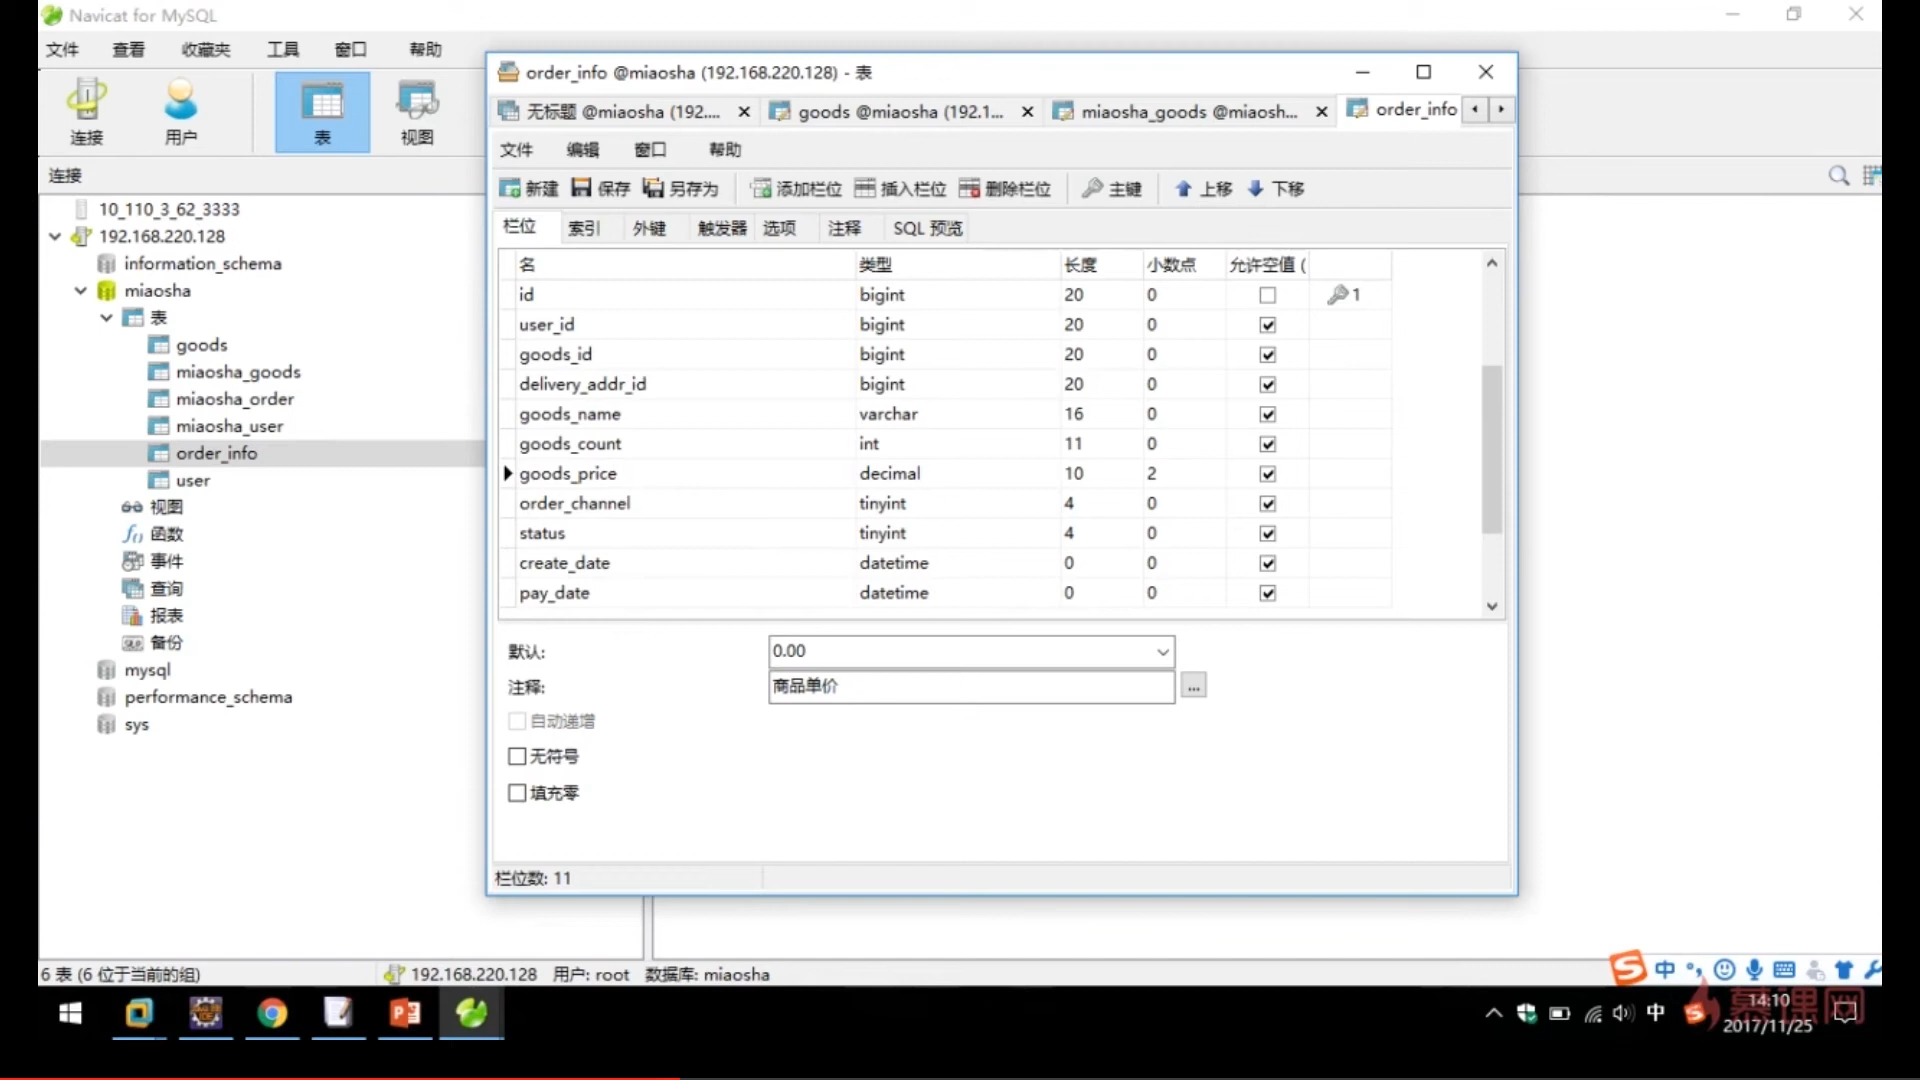 Navicat for MySQL
文件 查看 收藏夹 工具 窗口 帮助
连接 用户 表 视图
连接
10_110_3_62_3333
192.168.220.128
information_schema
miaosha
表
goods
miaosha_goods
miaosha_order
miaosha_user
order_info
user
视图
函数
事件
查询
报表
备份
mysql
performance_schema
sys
order_info @miaosha (192.168.220.128) - 表
无标题 @miaosha (192.... goods @miaosha (192.1... miaosha_goods @miaosh... order_info
文件 编辑 窗口 帮助
新建 保存 另存为 添加栏位 插入栏位 删除栏位 主键 上移 下移
栏位 索引 外键 触发器 选项 注释 SQL 预览
名 类型 长度 小数点 允许空值 (
id bigint 20 0 1
user_id bigint 20 0
goods_id bigint 20 0
delivery_addr_id bigint 20 0
goods_name varchar 16 0
goods_count int 11 0
goods_price decimal 10 2
order_channel tinyint 4 0
status tinyint 4 0
create_date datetime 0 0
pay_date datetime 0 0
默认: 0.00
注释: 商品单价 ...
自动递增
无符号
填充零
栏位数: 11
6 表 (6 位于当前的组) 192.168.220.128 用户: root 数据库: miaosha
中
中 14:10
2017/11/25
慕课网